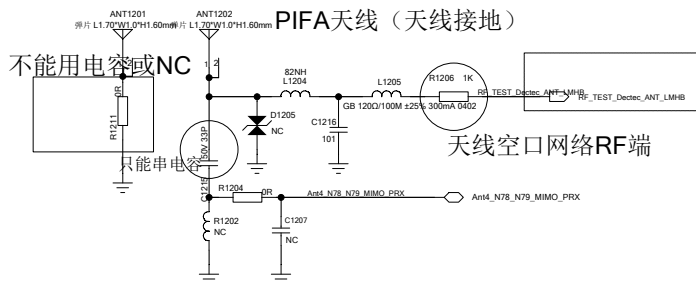 ANT1201
弹片 L1.70*W1.0*H1.60mm
ANT1202
弹片 L1.70*W1.0*H1.60mm
PIFA天线（天线接地）
不能用电容或NC
2
1
2
0R
R1211
82NH
L1204
L1205
GB 120Ω/100M ±25% 300mA 0402
R1206
1K
RF_TEST_Dectec_ANT_LMHB
RF_TEST_Dectec_ANT_LMHB
D1205
NC
C1216
101
天线空口网络RF端
50V 33P
只能串电容
C1215
R1204
0R
Ant4_N78_N79_MIMO_PRX
Ant4_N78_N79_MIMO_PRX
R1202
NC
C1207
NC